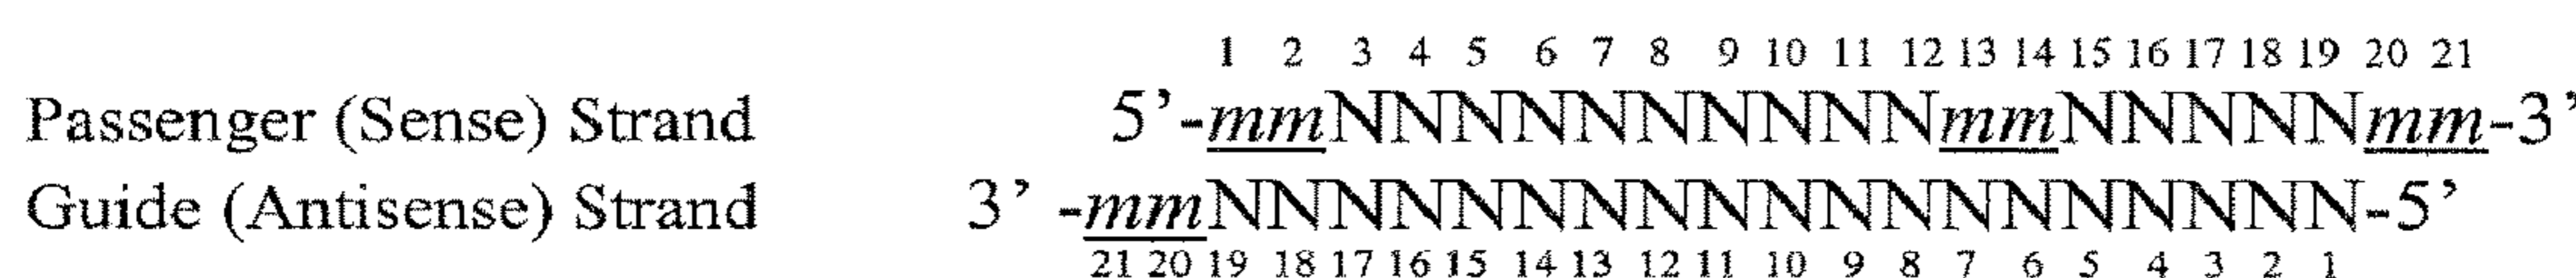 1 2 3 4 5 6 7 8 9 10 11 12 13 14 15 16 17 18 19 20 21
Passenger (Sense) Strand 5’-mmNNNNNNNNNNmmNNNNNmm-3’
Guide (Antisense) Strand 3’ -mmNNNNNNNNNNNNNNNNNNN-5’
21 20 19 18 17 16 15 14 13 12 11 10 9 8 7 6 5 4 3 2 1